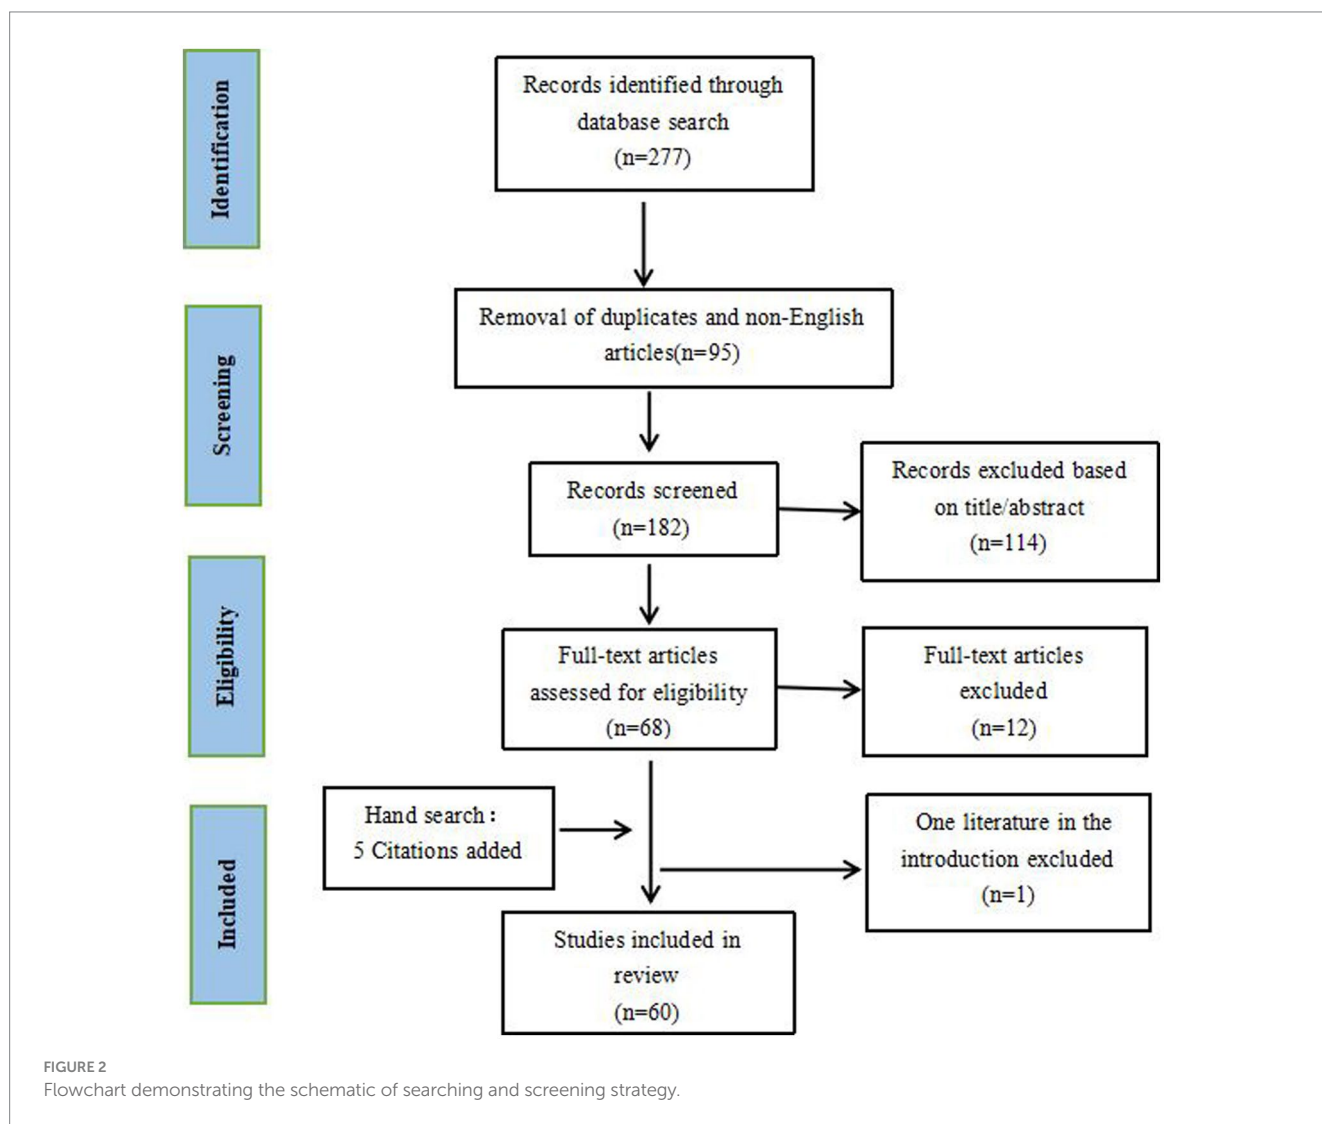 Identification
Records identified through
database search
(n=277)
Removal of duplicates and non-English
articles(n=95)
Screening
Records screened
(n=182)
Records excluded based
on title/abstract
(n=114)
Eligibility
Full-text articles
assessed for eligibility
(n=68)
Full-text articles
excluded
(n=12)
Included
Hand search：
5 Citations added
One literature in the
introduction excluded
(n=1)
Studies included in
review
(n=60)
FIGURE 2
Flowchart demonstrating the schematic of searching and screening strategy.